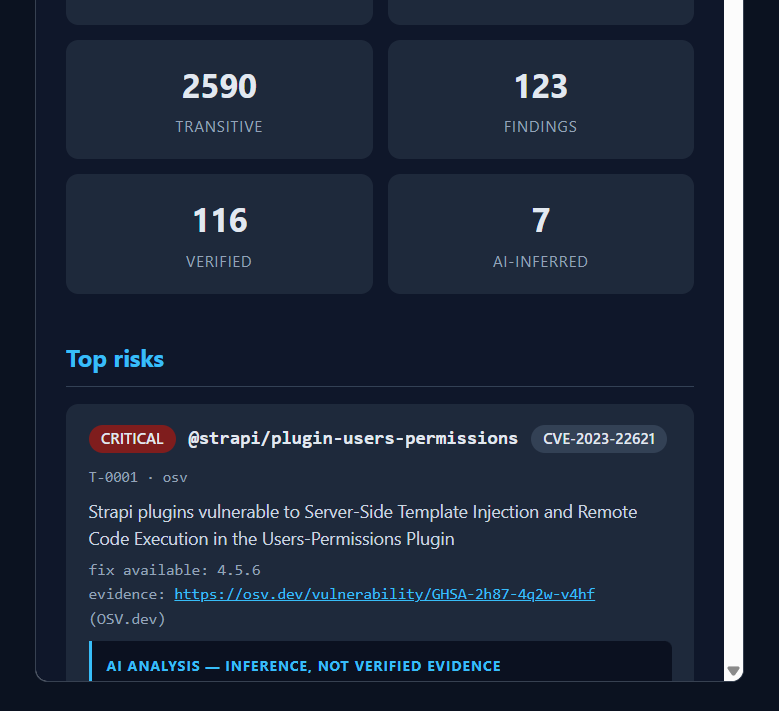 2590
TRANSITIVE
123
FINDINGS
116
VERIFIED
7
AI-INFERRED
Top risks
CRITICAL @strapi/plugin-users-permissions CVE-2023-22621
T-0001 · osv
Strapi plugins vulnerable to Server-Side Template Injection and Remote
Code Execution in the Users-Permissions Plugin
fix available: 4.5.6
evidence: https://osv.dev/vulnerability/GHSA-2h87-4q2w-v4hf
(OSV.dev)
AI ANALYSIS — INFERENCE, NOT VERIFIED EVIDENCE